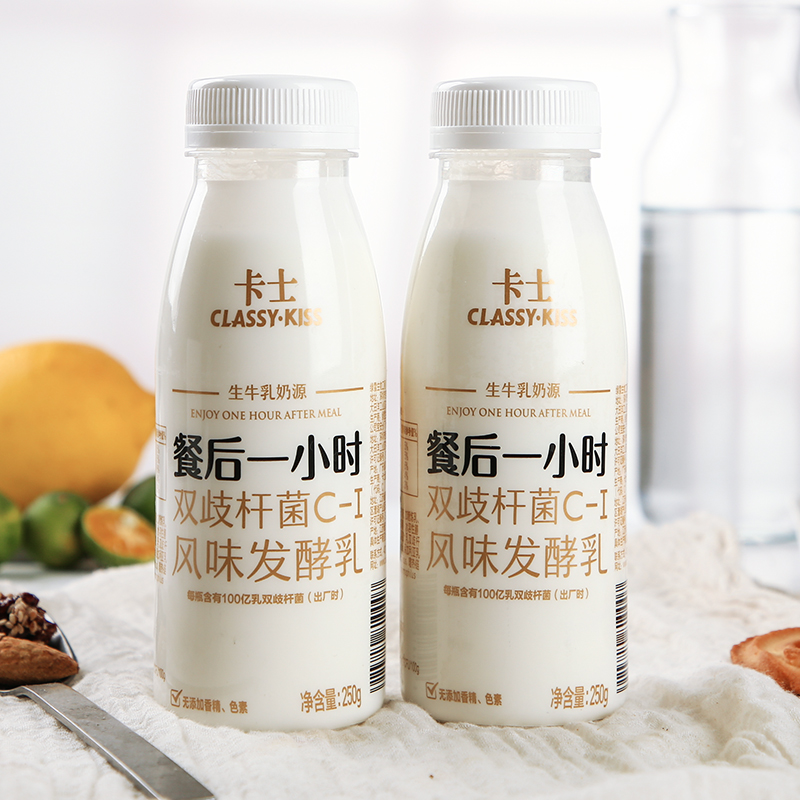 卡士
CLASSY·KISS
生牛乳奶源
ENJOY ONE HOUR AFTER MEAL
餐后一小时
双歧杆菌C-I
风味发酵乳
每瓶含有100亿乳双歧杆菌（出厂时）
无添加香精、色素
净含量:250g
卡士
CLASSY·KISS
生牛乳奶源
ENJOY ONE HOUR AFTER MEAL
餐后一小时
双歧杆菌C-I
风味发酵乳
每瓶含有100亿乳双歧杆菌（出厂时）
无添加香精、色素
净含量:250g